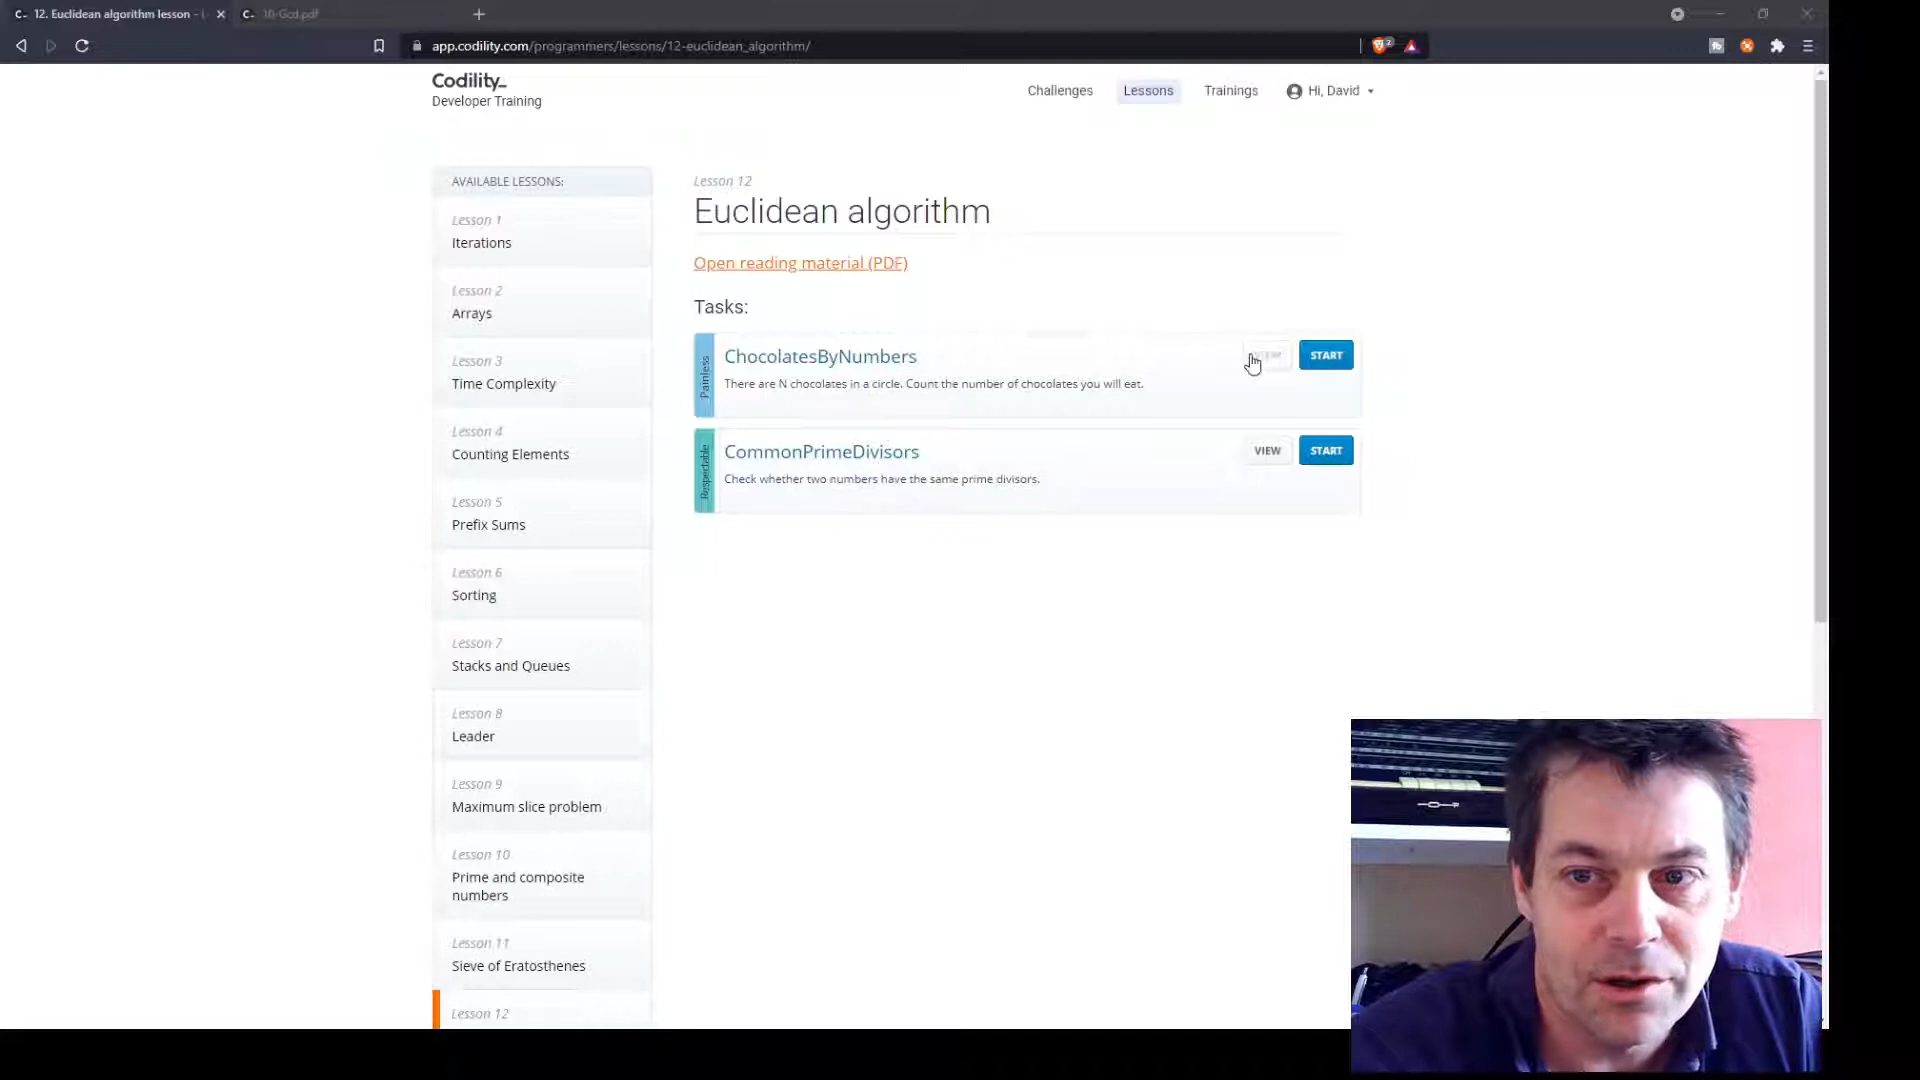 12. Euclidean algorithm lesson - (
10-Gcd.pdf
app.codility.com/programmers/lessons/12-euclidean_algorithm/
2
Codility_
Developer Training
Challenges
Lessons
Trainings
Hi, David
AVAILABLE LESSONS:
Lesson 1
Iterations
Lesson 2
Arrays
Lesson 3
Time Complexity
Lesson 4
Counting Elements
Lesson 5
Prefix Sums
Lesson 6
Sorting
Lesson 7
Stacks and Queues
Lesson 8
Leader
Lesson 9
Maximum slice problem
Lesson 10
Prime and composite
numbers
Lesson 11
Sieve of Eratosthenes
Lesson 12
Lesson 12
Euclidean algorithm
Open reading material (PDF)
Tasks:
Painless
ChocolatesByNumbers
START
There are N chocolates in a circle. Count the number of chocolates you will eat.
Respectable
CommonPrimeDivisors
VIEW
START
Check whether two numbers have the same prime divisors.